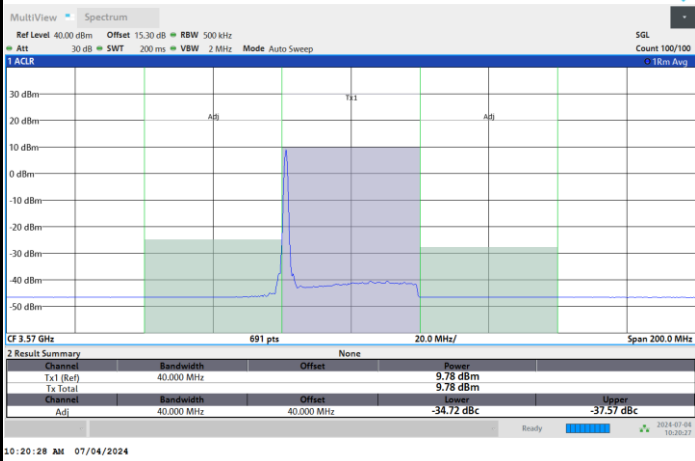 MultiView Spectrum
Ref Level 40.00 dBm Offset 15.30 dB RBW 500 kHz SGL
Att 30 dB SWT 200 ms VBW 2 MHz Mode Auto Sweep Count 100/100
1 ACLR 1Rm Avg
30 dBm
Tx1
20 dBm
Adj Adj
10 dBm
0 dBm
-10 dBm
-20 dBm
-30 dBm
-40 dBm
-50 dBm
CF 3.57 GHz 691 pts 20.0 MHz/ Span 200.0 MHz
2 Result Summary None
Channel Bandwidth Offset Power
Tx1 (Ref) 40.000 MHz 9.78 dBm
Tx Total 9.78 dBm
Channel Bandwidth Offset Lower Upper
Adj 40.000 MHz 40.000 MHz -34.72 dBc -37.57 dBc
Ready 2024-07-04
10:20:27
10:20:28 AM 07/04/2024